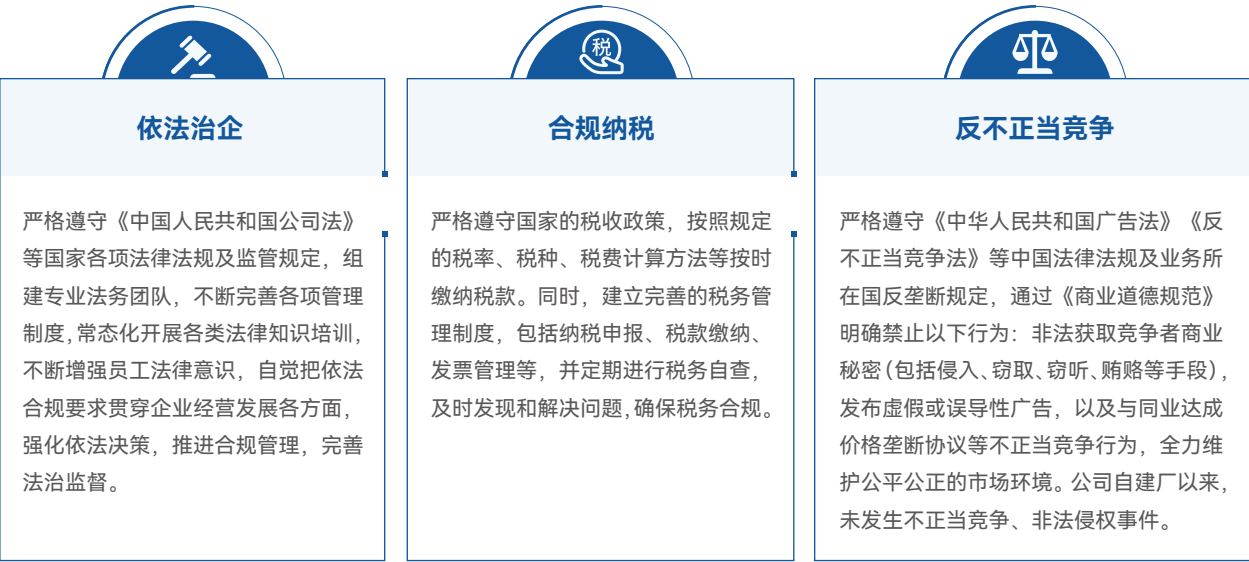 依法治企
严格遵守《中国人民共和国公司法》
等国家各项法律法规及监管规定，组
建专业法务团队，不断完善各项管理
制度，常态化开展各类法律知识培训，
不断增强员工法律意识，自觉把依法
合规要求贯穿企业经营发展各方面，
强化依法决策，推进合规管理，完善
法治监督。
税
合规纳税
严格遵守国家的税收政策，按照规定
的税率、税种、税费计算方法等按时
缴纳税款。同时，建立完善的税务管
理制度，包括纳税申报、税款缴纳、
发票管理等，并定期进行税务自查，
及时发现和解决问题，确保税务合规。
反不正当竞争
严格遵守《中华人民共和国广告法》《反
不正当竞争法》等中国法律法规及业务所
在国反垄断规定，通过《商业道德规范》
明确禁止以下行为：非法获取竞争者商业
秘密（包括侵入、窃取、窃听、贿赂等手段），
发布虚假或误导性广告，以及与同业达成
价格垄断协议等不正当竞争行为，全力维
护公平公正的市场环境。公司自建厂以来，
未发生不正当竞争、非法侵权事件。